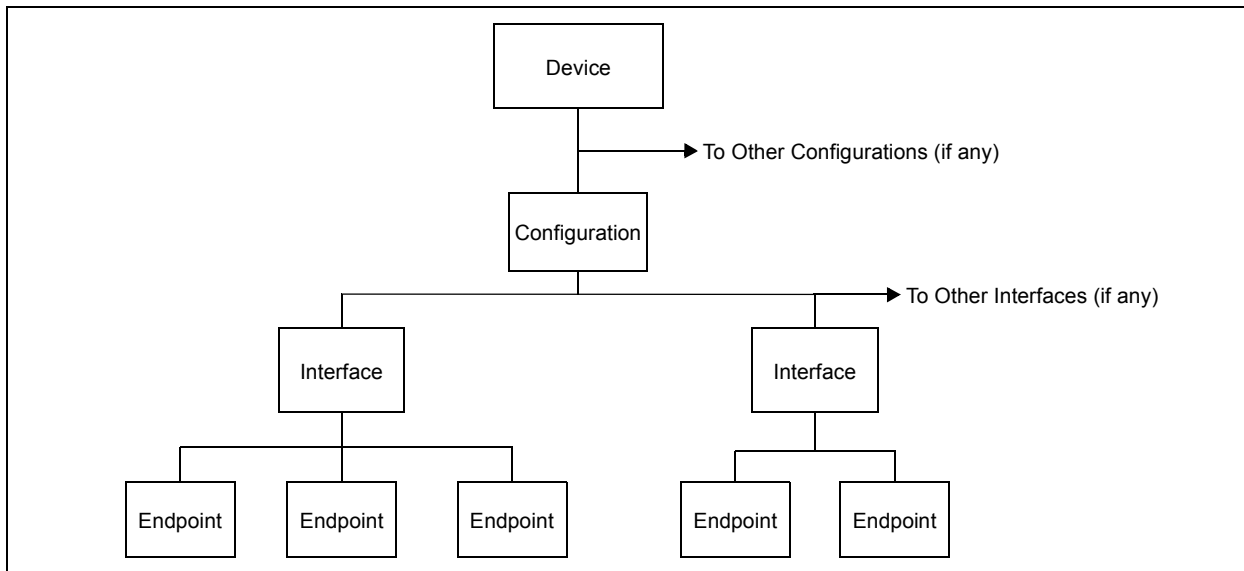 Device
To Other Configurations (if any)
Configuration
To Other Interfaces (if any)
Interface
Interface
Endpoint
Endpoint
Endpoint
Endpoint
Endpoint